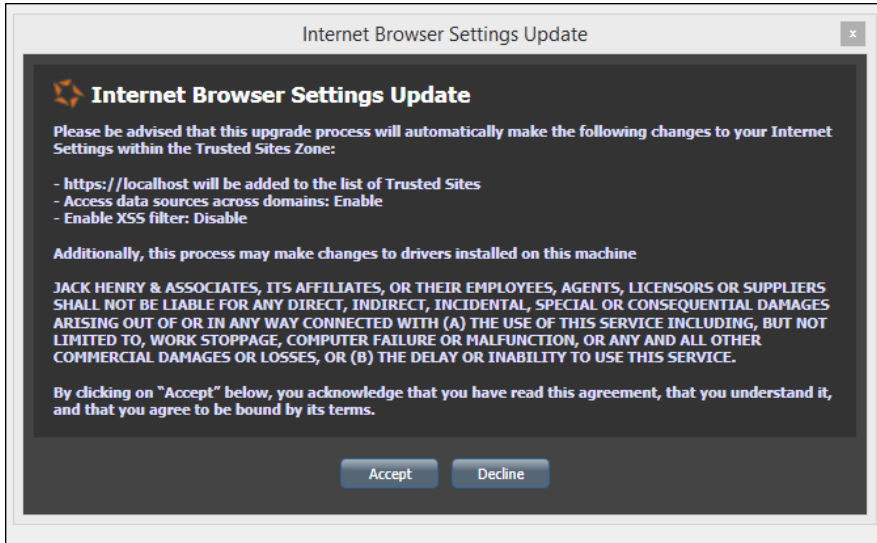 Internet Browser Settings Update
x
Internet Browser Settings Update
Please be advised that this upgrade process will automatically make the following changes to your Internet
Settings within the Trusted Sites Zone:
- https://localhost will be added to the list of Trusted Sites
- Access data sources across domains: Enable
- Enable XSS filter: Disable
Additionally, this process may make changes to drivers installed on this machine
JACK HENRY & ASSOCIATES, ITS AFFILIATES, OR THEIR EMPLOYEES, AGENTS, LICENSORS OR SUPPLIERS
SHALL NOT BE LIABLE FOR ANY DIRECT, INDIRECT, INCIDENTAL, SPECIAL OR CONSEQUENTIAL DAMAGES
ARISING OUT OF OR IN ANY WAY CONNECTED WITH (A) THE USE OF THIS SERVICE INCLUDING, BUT NOT
LIMITED TO, WORK STOPPAGE, COMPUTER FAILURE OR MALFUNCTION, OR ANY AND ALL OTHER
COMMERCIAL DAMAGES OR LOSSES, OR (B) THE DELAY OR INABILITY TO USE THIS SERVICE.
By clicking on “Accept” below, you acknowledge that you have read this agreement, that you understand it,
and that you agree to be bound by its terms.
Accept Decline